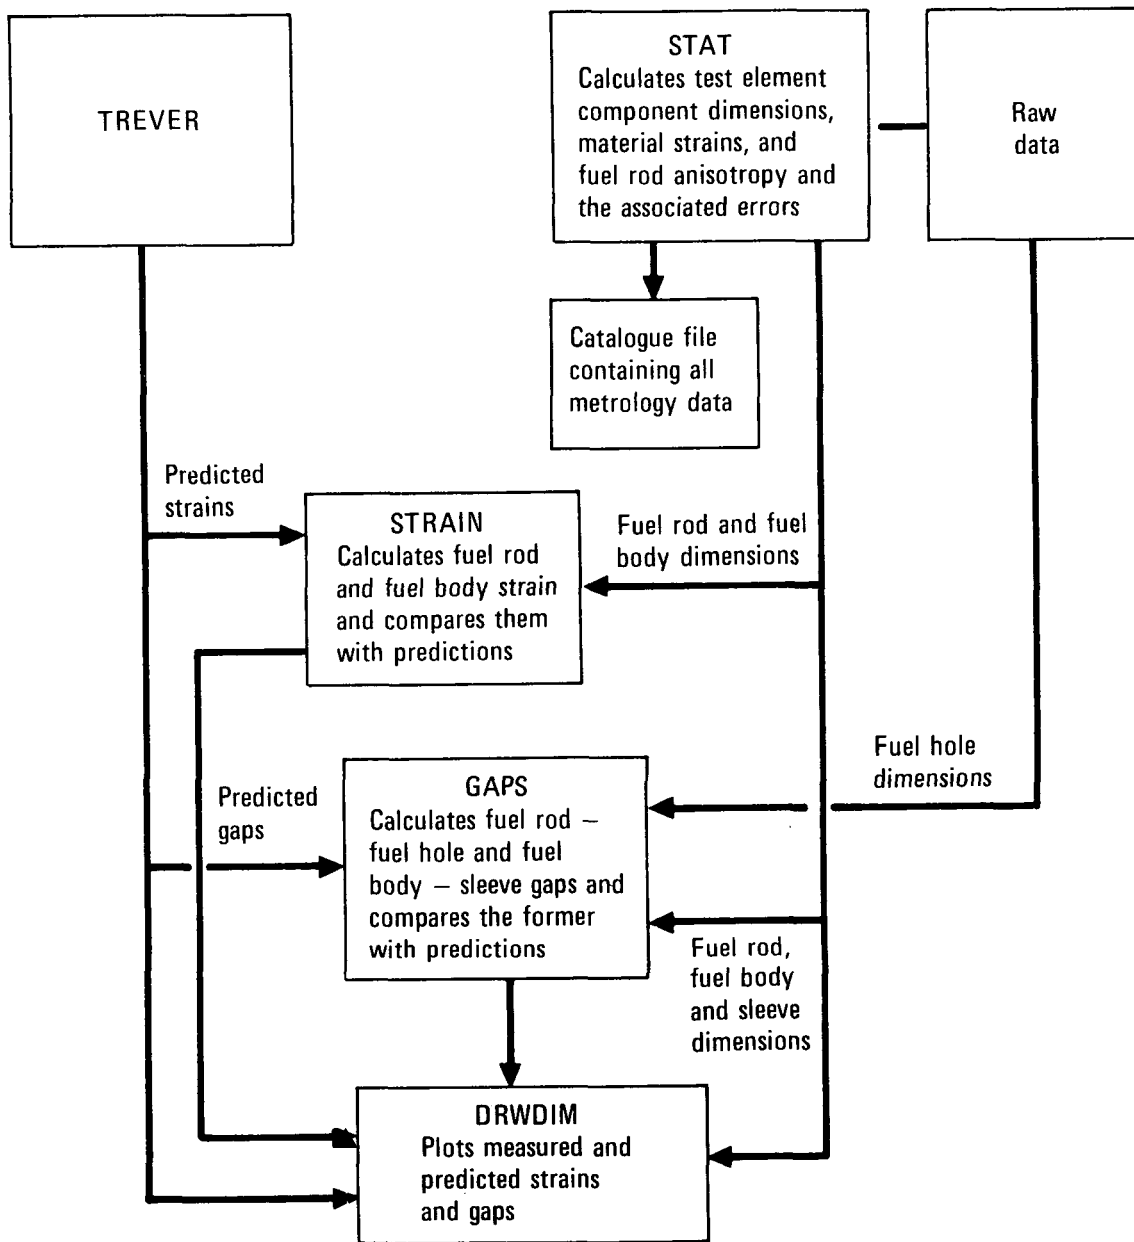 TREVER
STAT
Calculates test element
component dimensions,
material strains, and
fuel rod anisotropy and
the associated errors
Raw
data
Catalogue file
containing all
metrology data
Predicted
strains
STRAIN
Calculates fuel rod
and fuel body strain
and compares them
with predictions
Fuel rod and fuel
body dimensions
Fuel hole
dimensions
Predicted
gaps
GAPS
Calculates fuel rod –
fuel hole and fuel
body – sleeve gaps and
compares the former
with predictions
Fuel rod,
fuel body
and sleeve
dimensions
DRWDIM
Plots measured and
predicted strains
and gaps